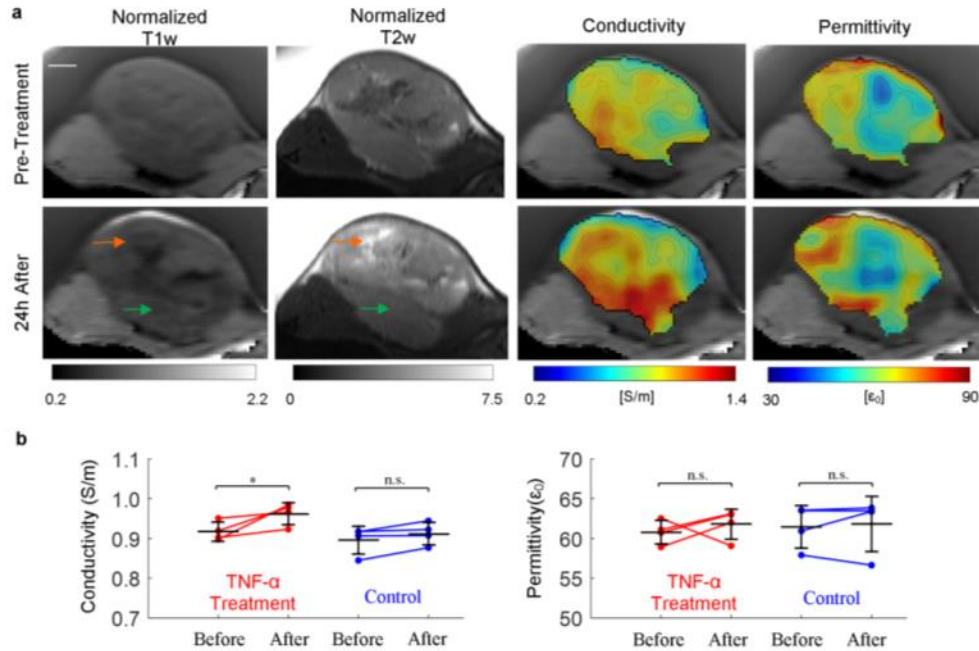 a
Normalized
T1w
Normalized
T2w
Conductivity
Permittivity
Pre-Treatment
24h After
0.2 2.2
0 7.5
0.2 [S/m] 1.4
30 [ε0] 90
b
Conductivity (S/m)
1.1
1.0
0.9
0.8
0.7
*
n.s.
TNF-α
Treatment
Control
Before After Before After
Permittivity(ε0)
70
65
60
55
50
n.s.
n.s.
TNF-α
Treatment
Control
Before After Before After